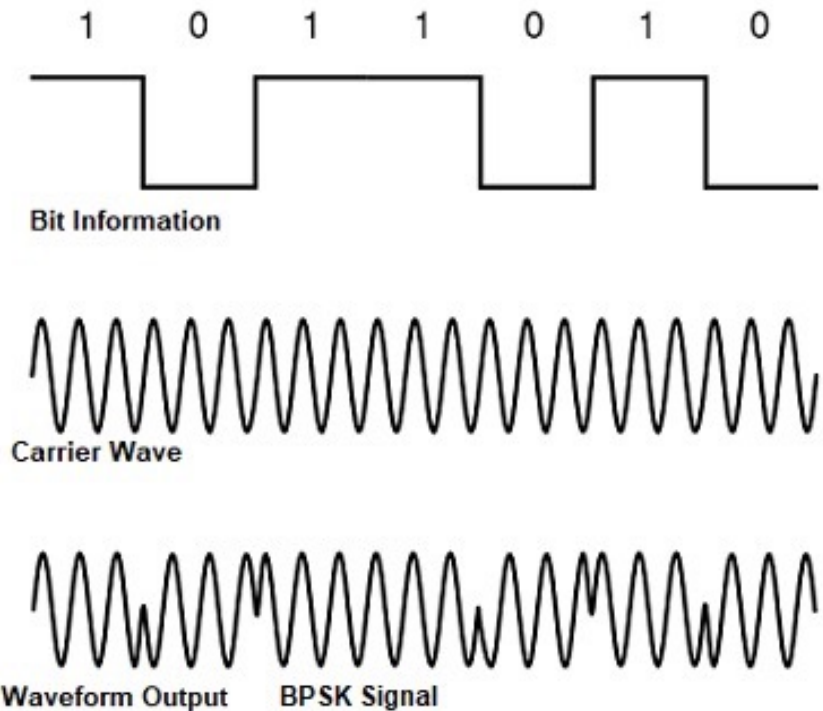 1 0 1 1 0 1 0
Bit Information
Carrier Wave
Waveform Output BPSK Signal